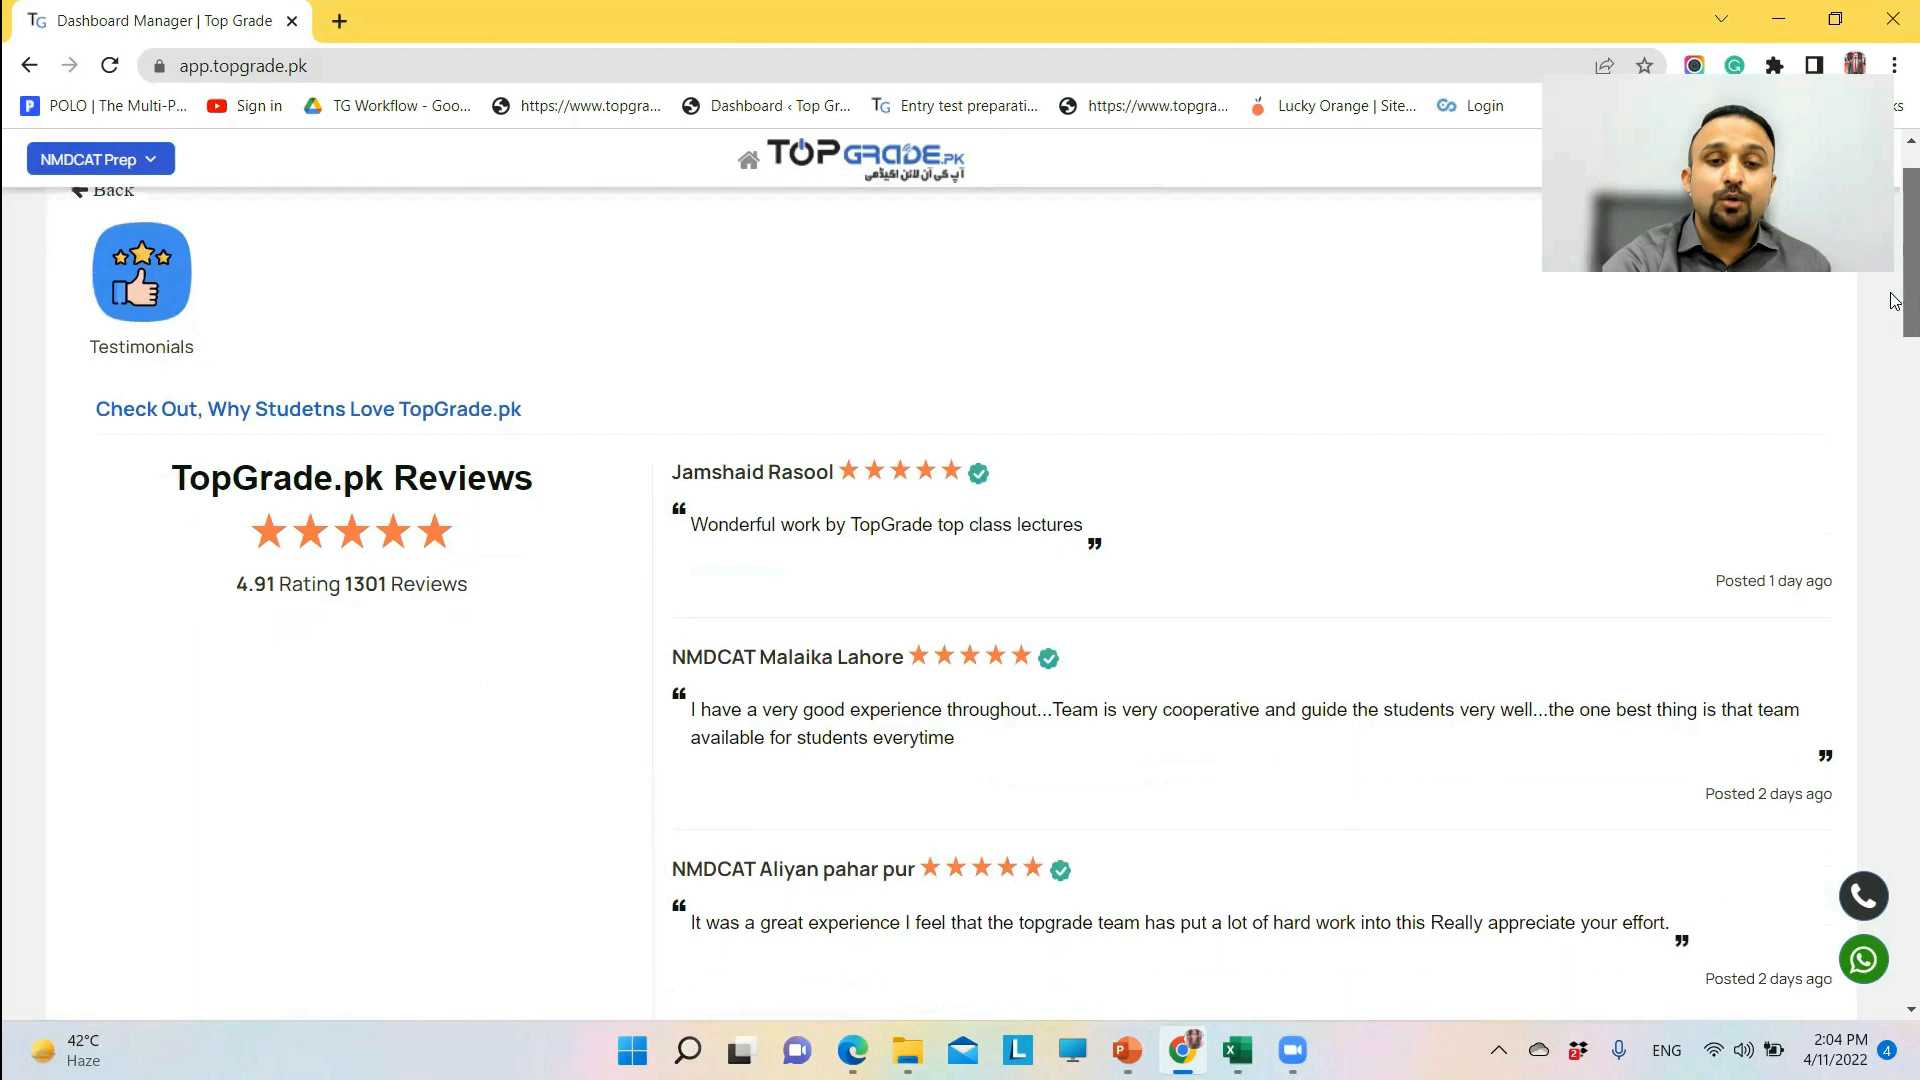 Dashboard Manager | Top Grade
app.topgrade.pk
POLO | The Multi-P...
Sign in
TG Workflow - Goo...
https://www.topgra...
Dashboard ‹ Top Gr...
Entry test preparati...
https://www.topgra...
Lucky Orange | Site...
Login
NMDCAT Prep
TOPGRADE.PK
آپ کی آن لائن اکیڈمی
Back
Testimonials
Check Out, Why Studetns Love TopGrade.pk
TopGrade.pk Reviews
4.91 Rating 1301 Reviews
Jamshaid Rasool
“ Wonderful work by TopGrade top class lectures ”
Posted 1 day ago
NMDCAT Malaika Lahore
“ I have a very good experience throughout...Team is very cooperative and guide the students very well...the one best thing is that team
available for students everytime ”
Posted 2 days ago
NMDCAT Aliyan pahar pur
“ It was a great experience I feel that the topgrade team has put a lot of hard work into this Really appreciate your effort. ”
Posted 2 days ago
42°C
Haze
ENG
2:04 PM
4/11/2022
4